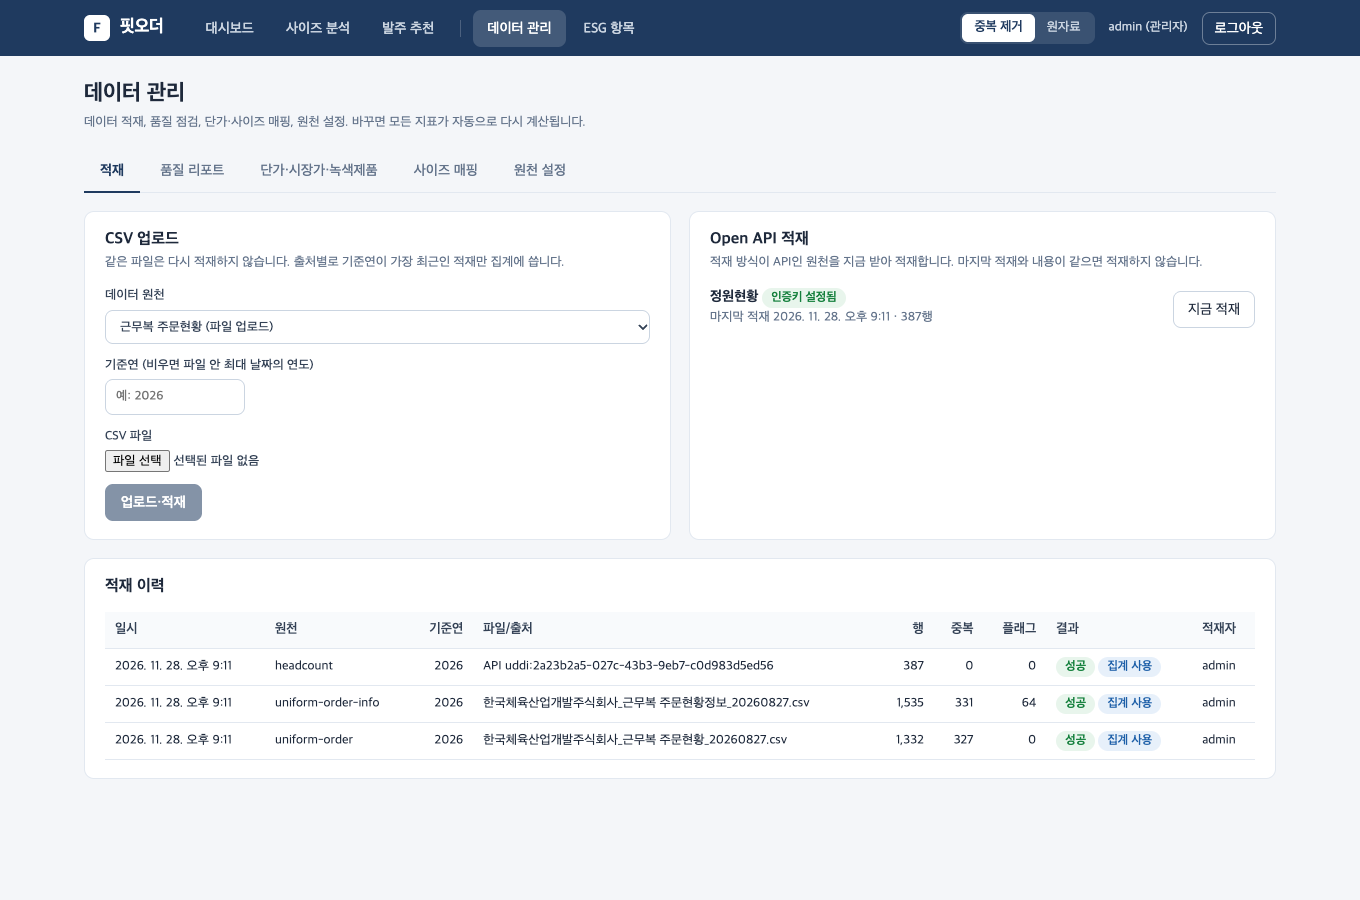 F 핏오더 대시보드 사이즈 분석 발주 추천 데이터 관리 ESG 항목 중복 제거 원자료 admin (관리자) 로그아웃
데이터 관리
데이터 적재, 품질 점검, 단가·사이즈 매핑, 원천 설정. 바꾸면 모든 지표가 자동으로 다시 계산됩니다.
적재 품질 리포트 단가·시장가·녹색제품 사이즈 매핑 원천 설정
CSV 업로드
같은 파일은 다시 적재하지 않습니다. 출처별로 기준연이 가장 최근인 적재만 집계에 씁니다.
데이터 원천
근무복 주문현황 (파일 업로드)
기준연 (비우면 파일 안 최대 날짜의 연도)
예: 2026
CSV 파일
파일 선택 선택된 파일 없음
업로드·적재
Open API 적재
적재 방식이 API인 원천을 지금 받아 적재합니다. 마지막 적재와 내용이 같으면 적재하지 않습니다.
정원현황 인증키 설정됨
마지막 적재 2026. 11. 28. 오후 9:11 · 387행
지금 적재
적재 이력
일시 원천 기준연 파일/출처 행 중복 플래그 결과 적재자
2026. 11. 28. 오후 9:11 headcount 2026 API uddi:2a23b2a5-027c-43b3-9eb7-c0d983d5ed56 387 0 0 성공 집계 사용 admin
2026. 11. 28. 오후 9:11 uniform-order-info 2026 한국체육산업개발주식회사_근무복 주문현황정보_20260827.csv 1,535 331 64 성공 집계 사용 admin
2026. 11. 28. 오후 9:11 uniform-order 2026 한국체육산업개발주식회사_근무복 주문현황_20260827.csv 1,332 327 0 성공 집계 사용 admin